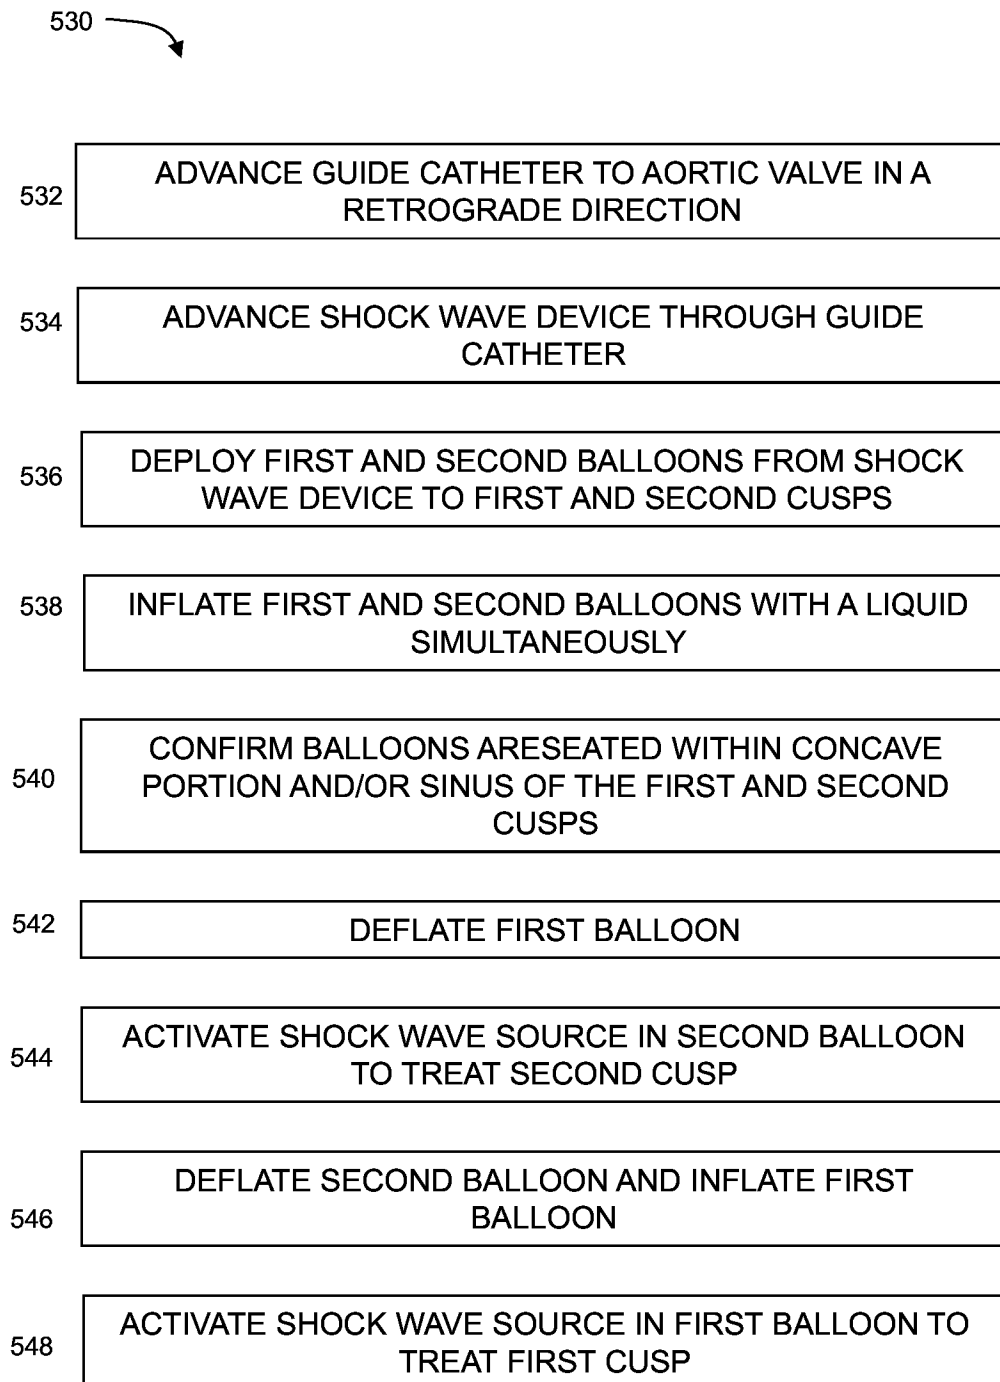 530
532
ADVANCE GUIDE CATHETER TO AORTIC VALVE IN A
RETROGRADE DIRECTION
534
ADVANCE SHOCK WAVE DEVICE THROUGH GUIDE
CATHETER
536
DEPLOY FIRST AND SECOND BALLOONS FROM SHOCK
WAVE DEVICE TO FIRST AND SECOND CUSPS
538
INFLATE FIRST AND SECOND BALLOONS WITH A LIQUID
SIMULTANEOUSLY
540
CONFIRM BALLOONS ARESEATED WITHIN CONCAVE
PORTION AND/OR SINUS OF THE FIRST AND SECOND
CUSPS
542
DEFLATE FIRST BALLOON
544
ACTIVATE SHOCK WAVE SOURCE IN SECOND BALLOON
TO TREAT SECOND CUSP
546
DEFLATE SECOND BALLOON AND INFLATE FIRST
BALLOON
548
ACTIVATE SHOCK WAVE SOURCE IN FIRST BALLOON TO
TREAT FIRST CUSP